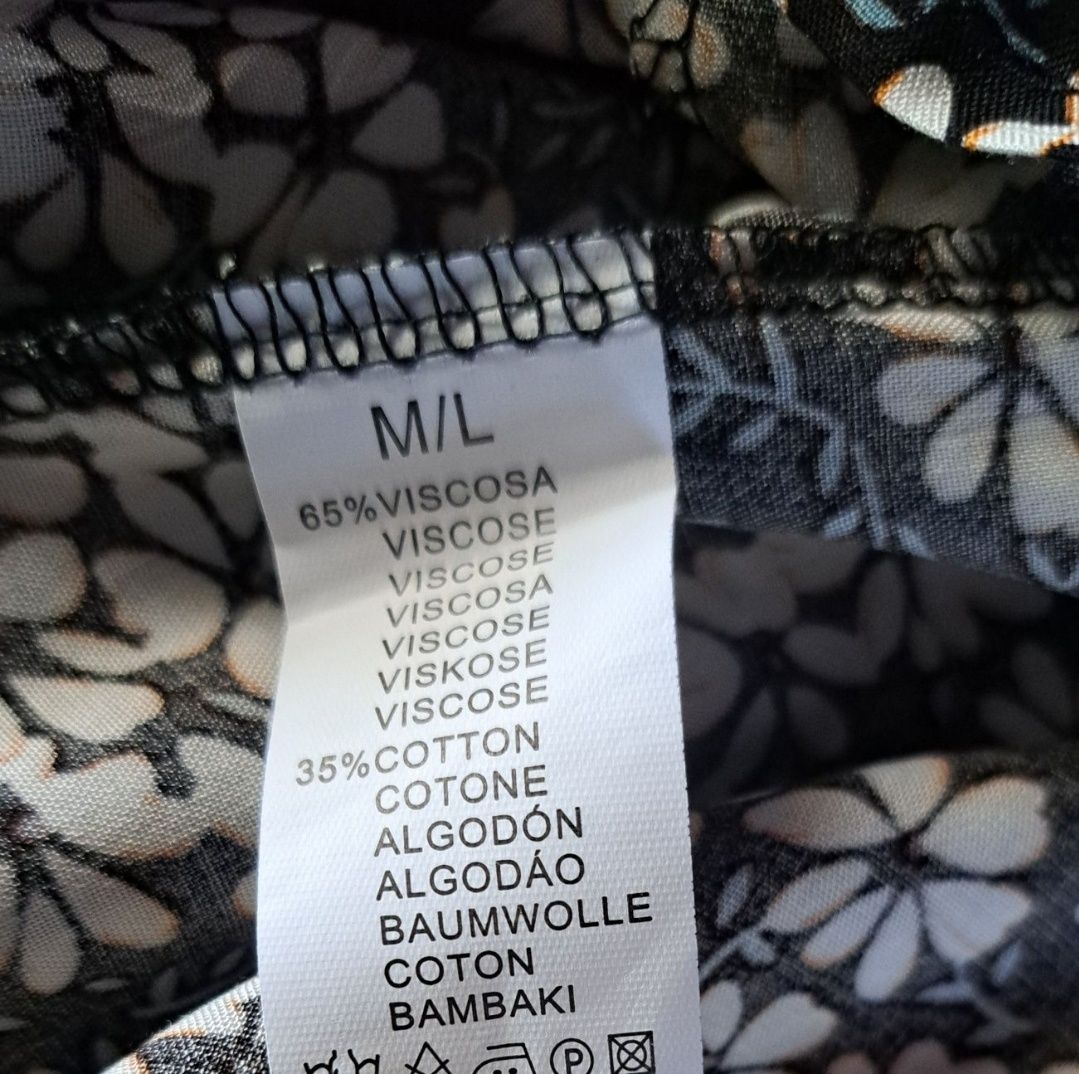 M/L
65%VISCOSA
VISCOSE
VISCOSE
VISCOSA
VISCOSE
VISKOSE
VISCOSE
35%COTTON
COTONE
ALGODÓN
ALGODÁO
BAUMWOLLE
COTON
BAMBAKI
P